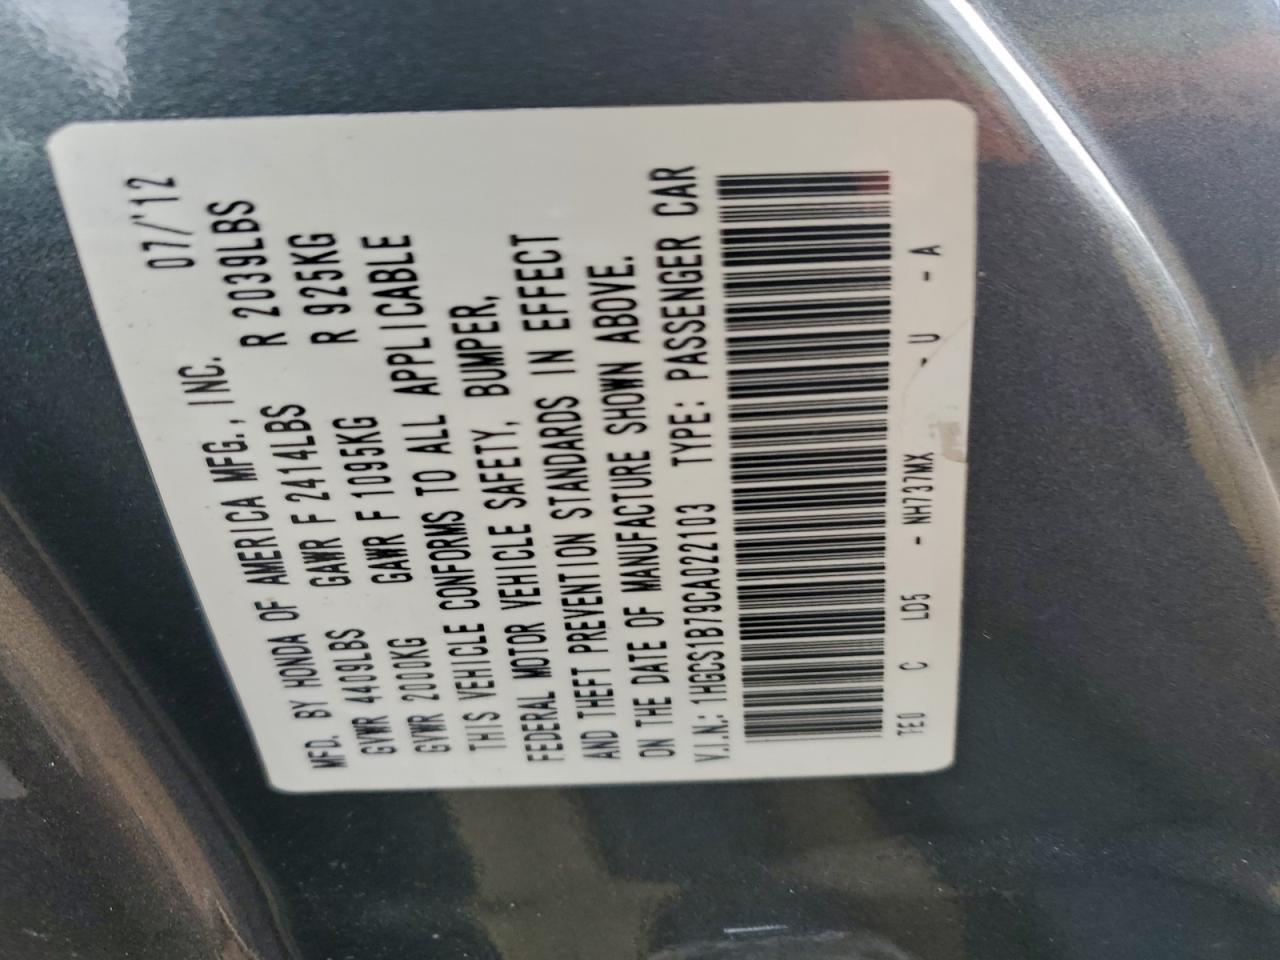 MFD. BY HONDA OF AMERICA MFG., INC. 07/'12
GVWR 4409LBS GAWR F 2414LBS R 2039LBS
GVWR 2000KG GAWR F 1095KG R 925KG
THIS VEHICLE CONFORMS TO ALL APPLICABLE
FEDERAL MOTOR VEHICLE SAFETY, BUMPER,
AND THEFT PREVENTION STANDARDS IN EFFECT
ON THE DATE OF MANUFACTURE SHOWN ABOVE.
V.I.N.: 1HGCS1B79CA022103 TYPE: PASSENGER CAR
TE0 C LD5 - NH737MX - U - A